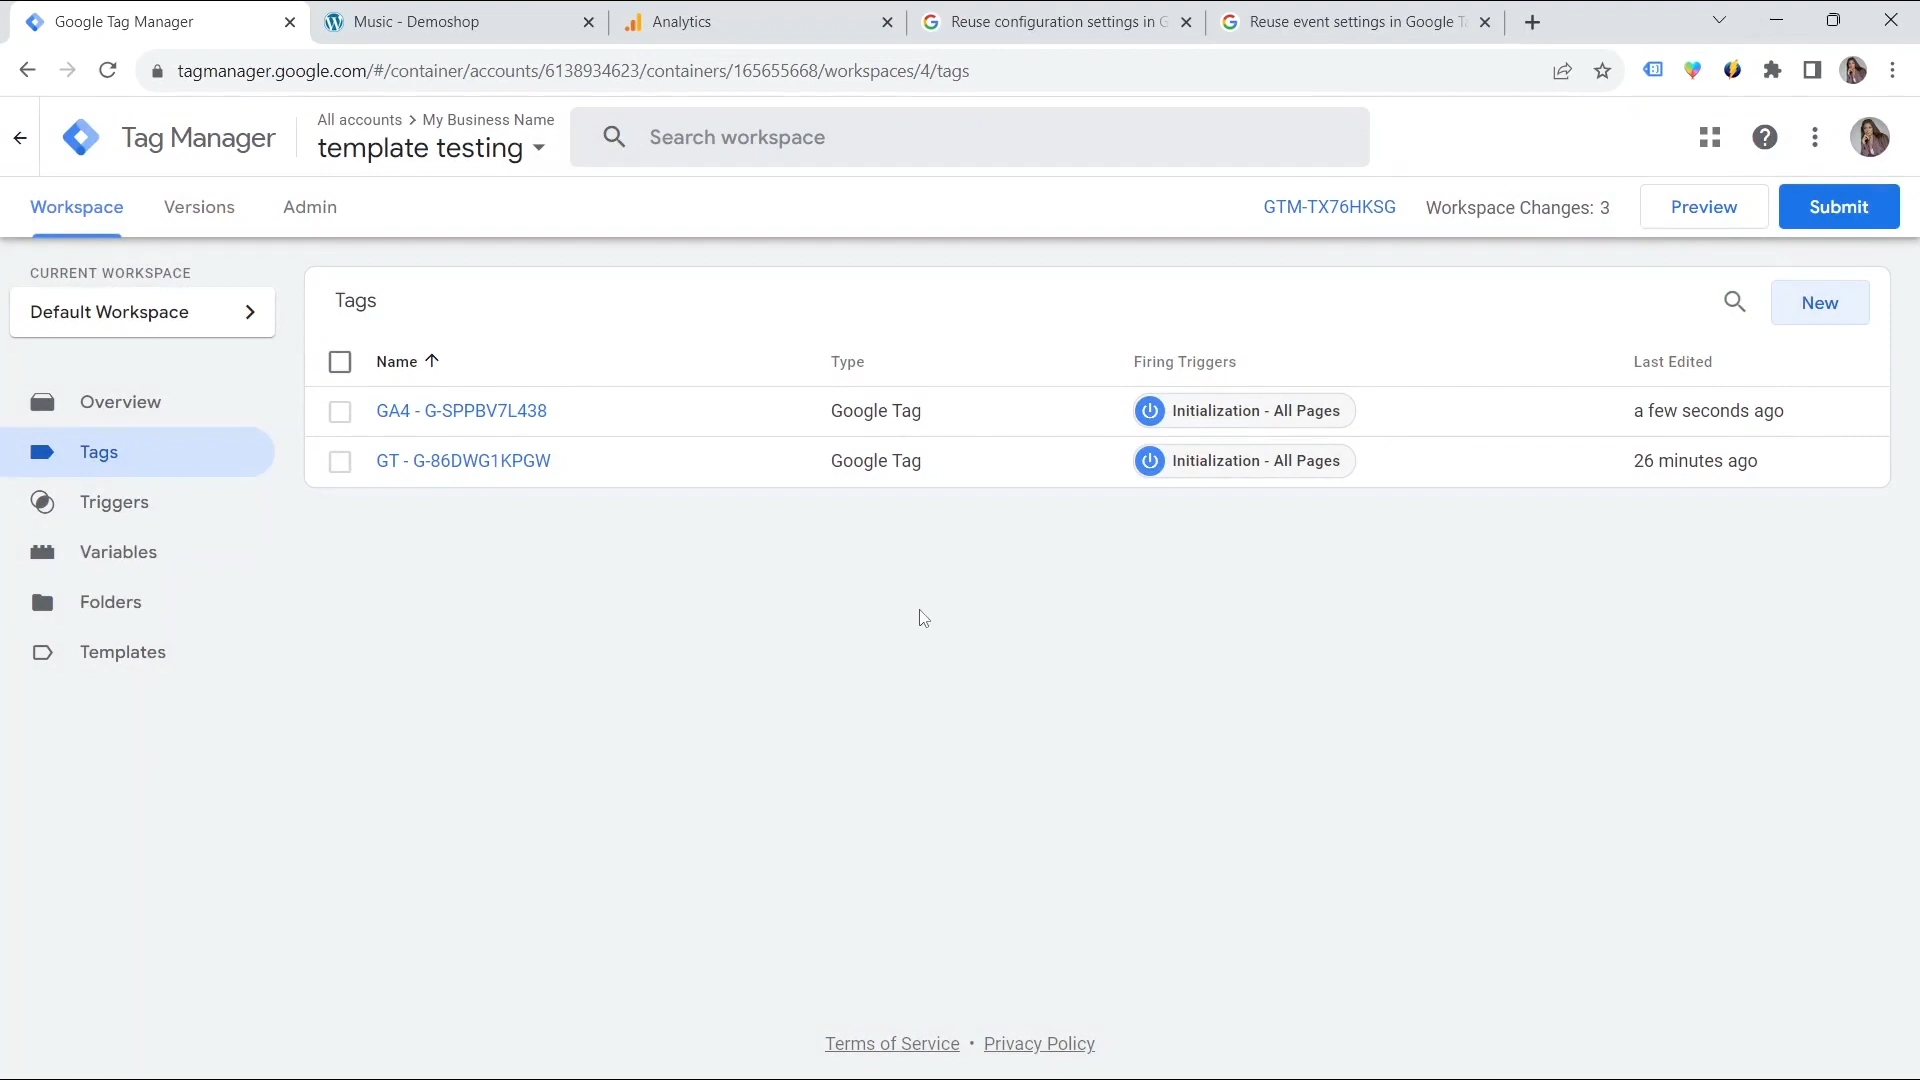 Google Tag Manager
Music - Demoshop
Analytics
Reuse configuration settings in G
Reuse event settings in Google T
tagmanager.google.com/#/container/accounts/6138934623/containers/165655668/workspaces/4/tags
Tag Manager
All accounts > My Business Name
template testing
Search workspace
Workspace
Versions
Admin
GTM-TX76HKSG
Workspace Changes: 3
Preview
Submit
CURRENT WORKSPACE
Default Workspace
Overview
Tags
Triggers
Variables
Folders
Templates
Tags
New
Name
Type
Firing Triggers
Last Edited
GA4 - G-SPPBV7L438
Google Tag
Initialization - All Pages
a few seconds ago
GT - G-86DWG1KPGW
Google Tag
Initialization - All Pages
26 minutes ago
Terms of Service • Privacy Policy